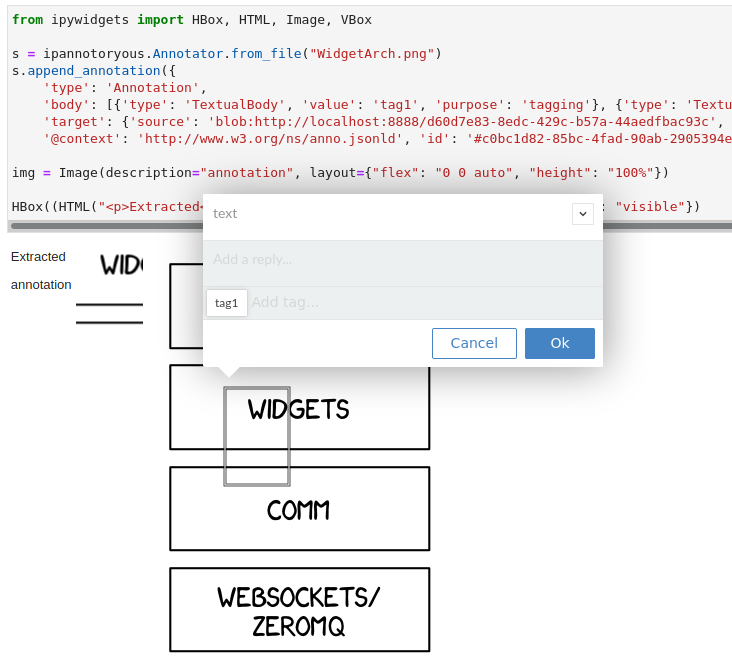 from ipywidgets import HBox, HTML, Image, VBox
s = ipannotoryous.Annotator.from_file("WidgetArch.png")
s.append_annotation({
'type': 'Annotation',
'body': [{'type': 'TextualBody', 'value': 'tag1', 'purpose': 'tagging'}, {'type': 'Textu
'target': {'source': 'blob:http://localhost:8888/d60d7e83-8edc-429c-b57a-44aedfbac93c',
'@context': 'http://www.w3.org/ns/anno.jsonld', 'id': '#c0bc1d82-85bc-4fad-90ab-2905394e
img = Image(description="annotation", layout={"flex": "0 0 auto", "height": "100%"})
HBox((HTML("<p>Extracted< : "visible"})
text
Add a reply...
tag1 Add tag...
Cancel Ok
Extracted
annotation
WID
WIDGETS
COMM
WEBSOCKETS/
ZEROMQ